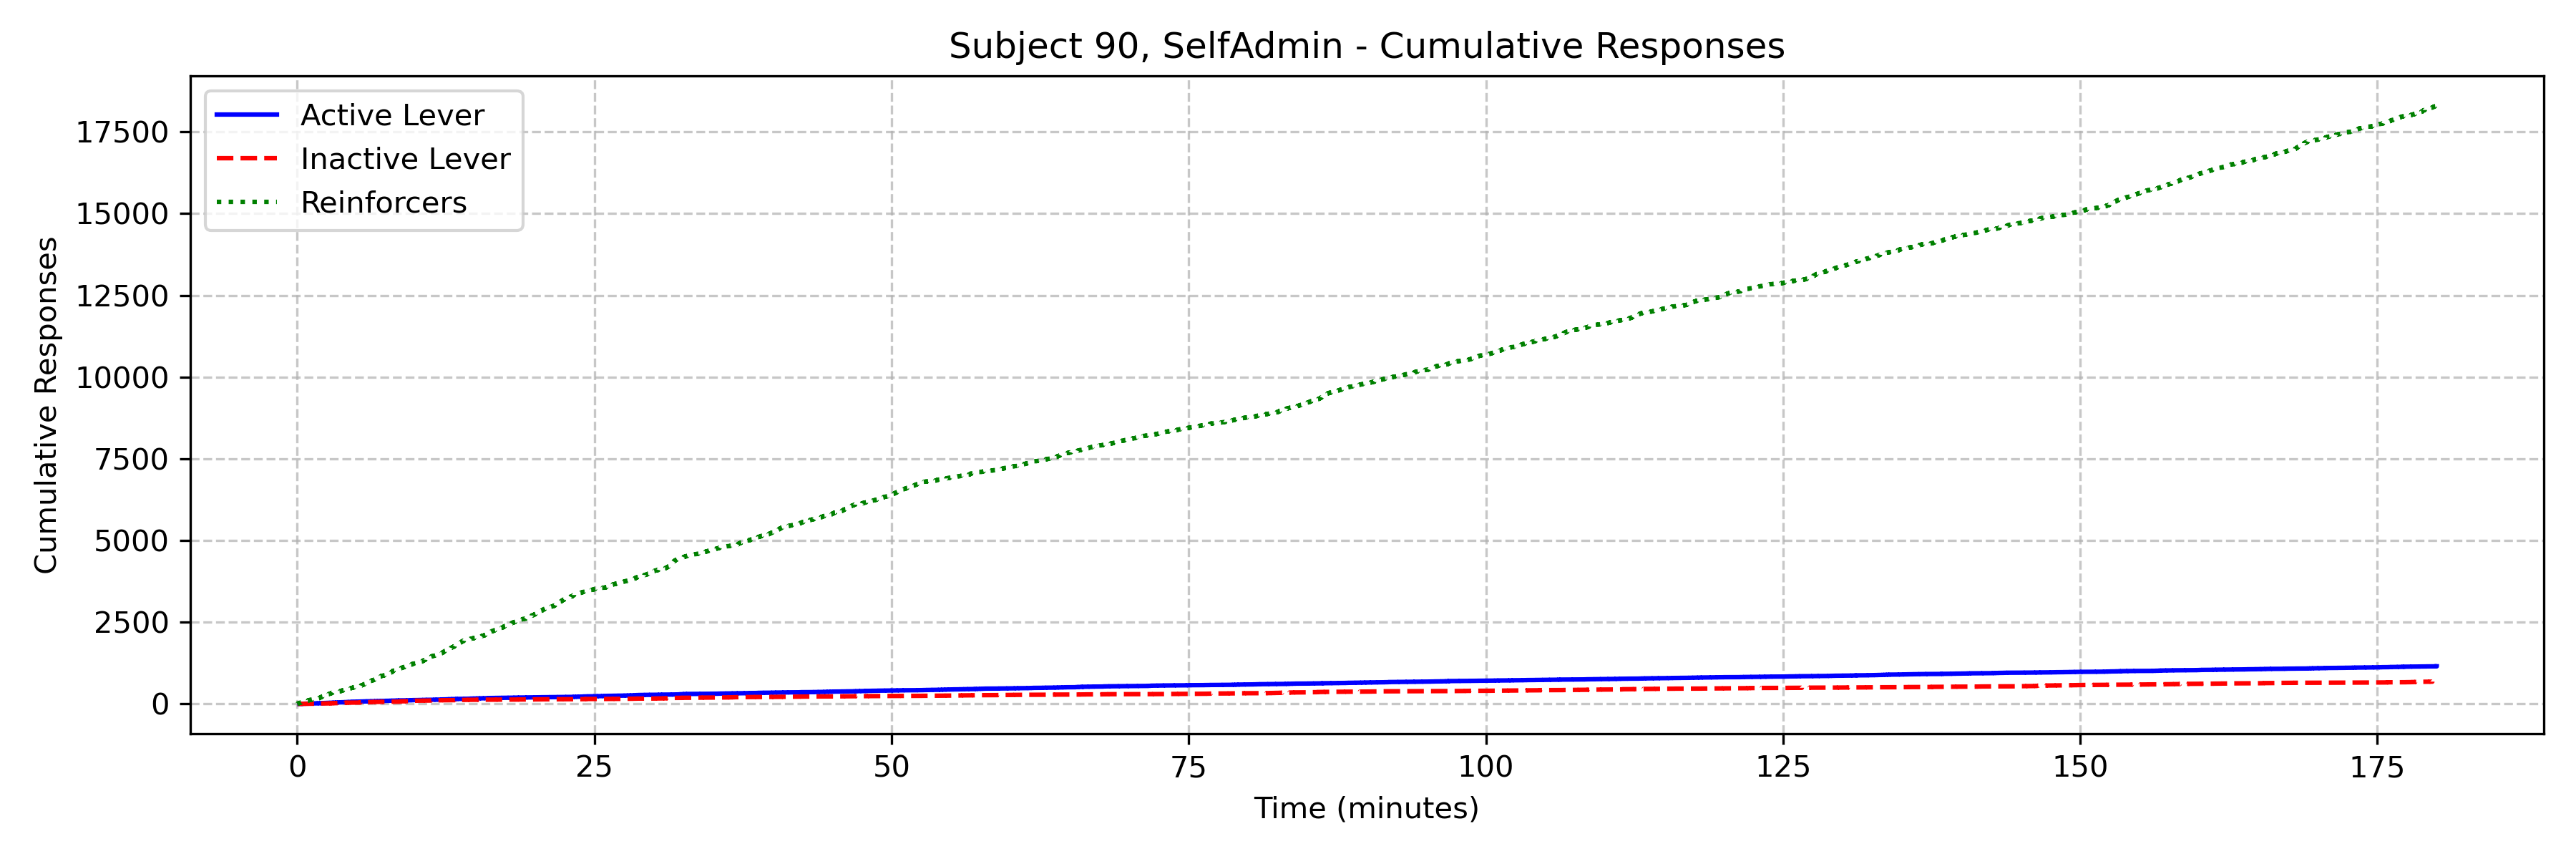 Subject 90, SelfAdmin - Cumulative Responses
Active Lever
Inactive Lever
Reinforcers
Cumulative Responses
17500
15000
12500
10000
7500
5000
2500
0
0 25 50 75 100 125 150 175
Time (minutes)